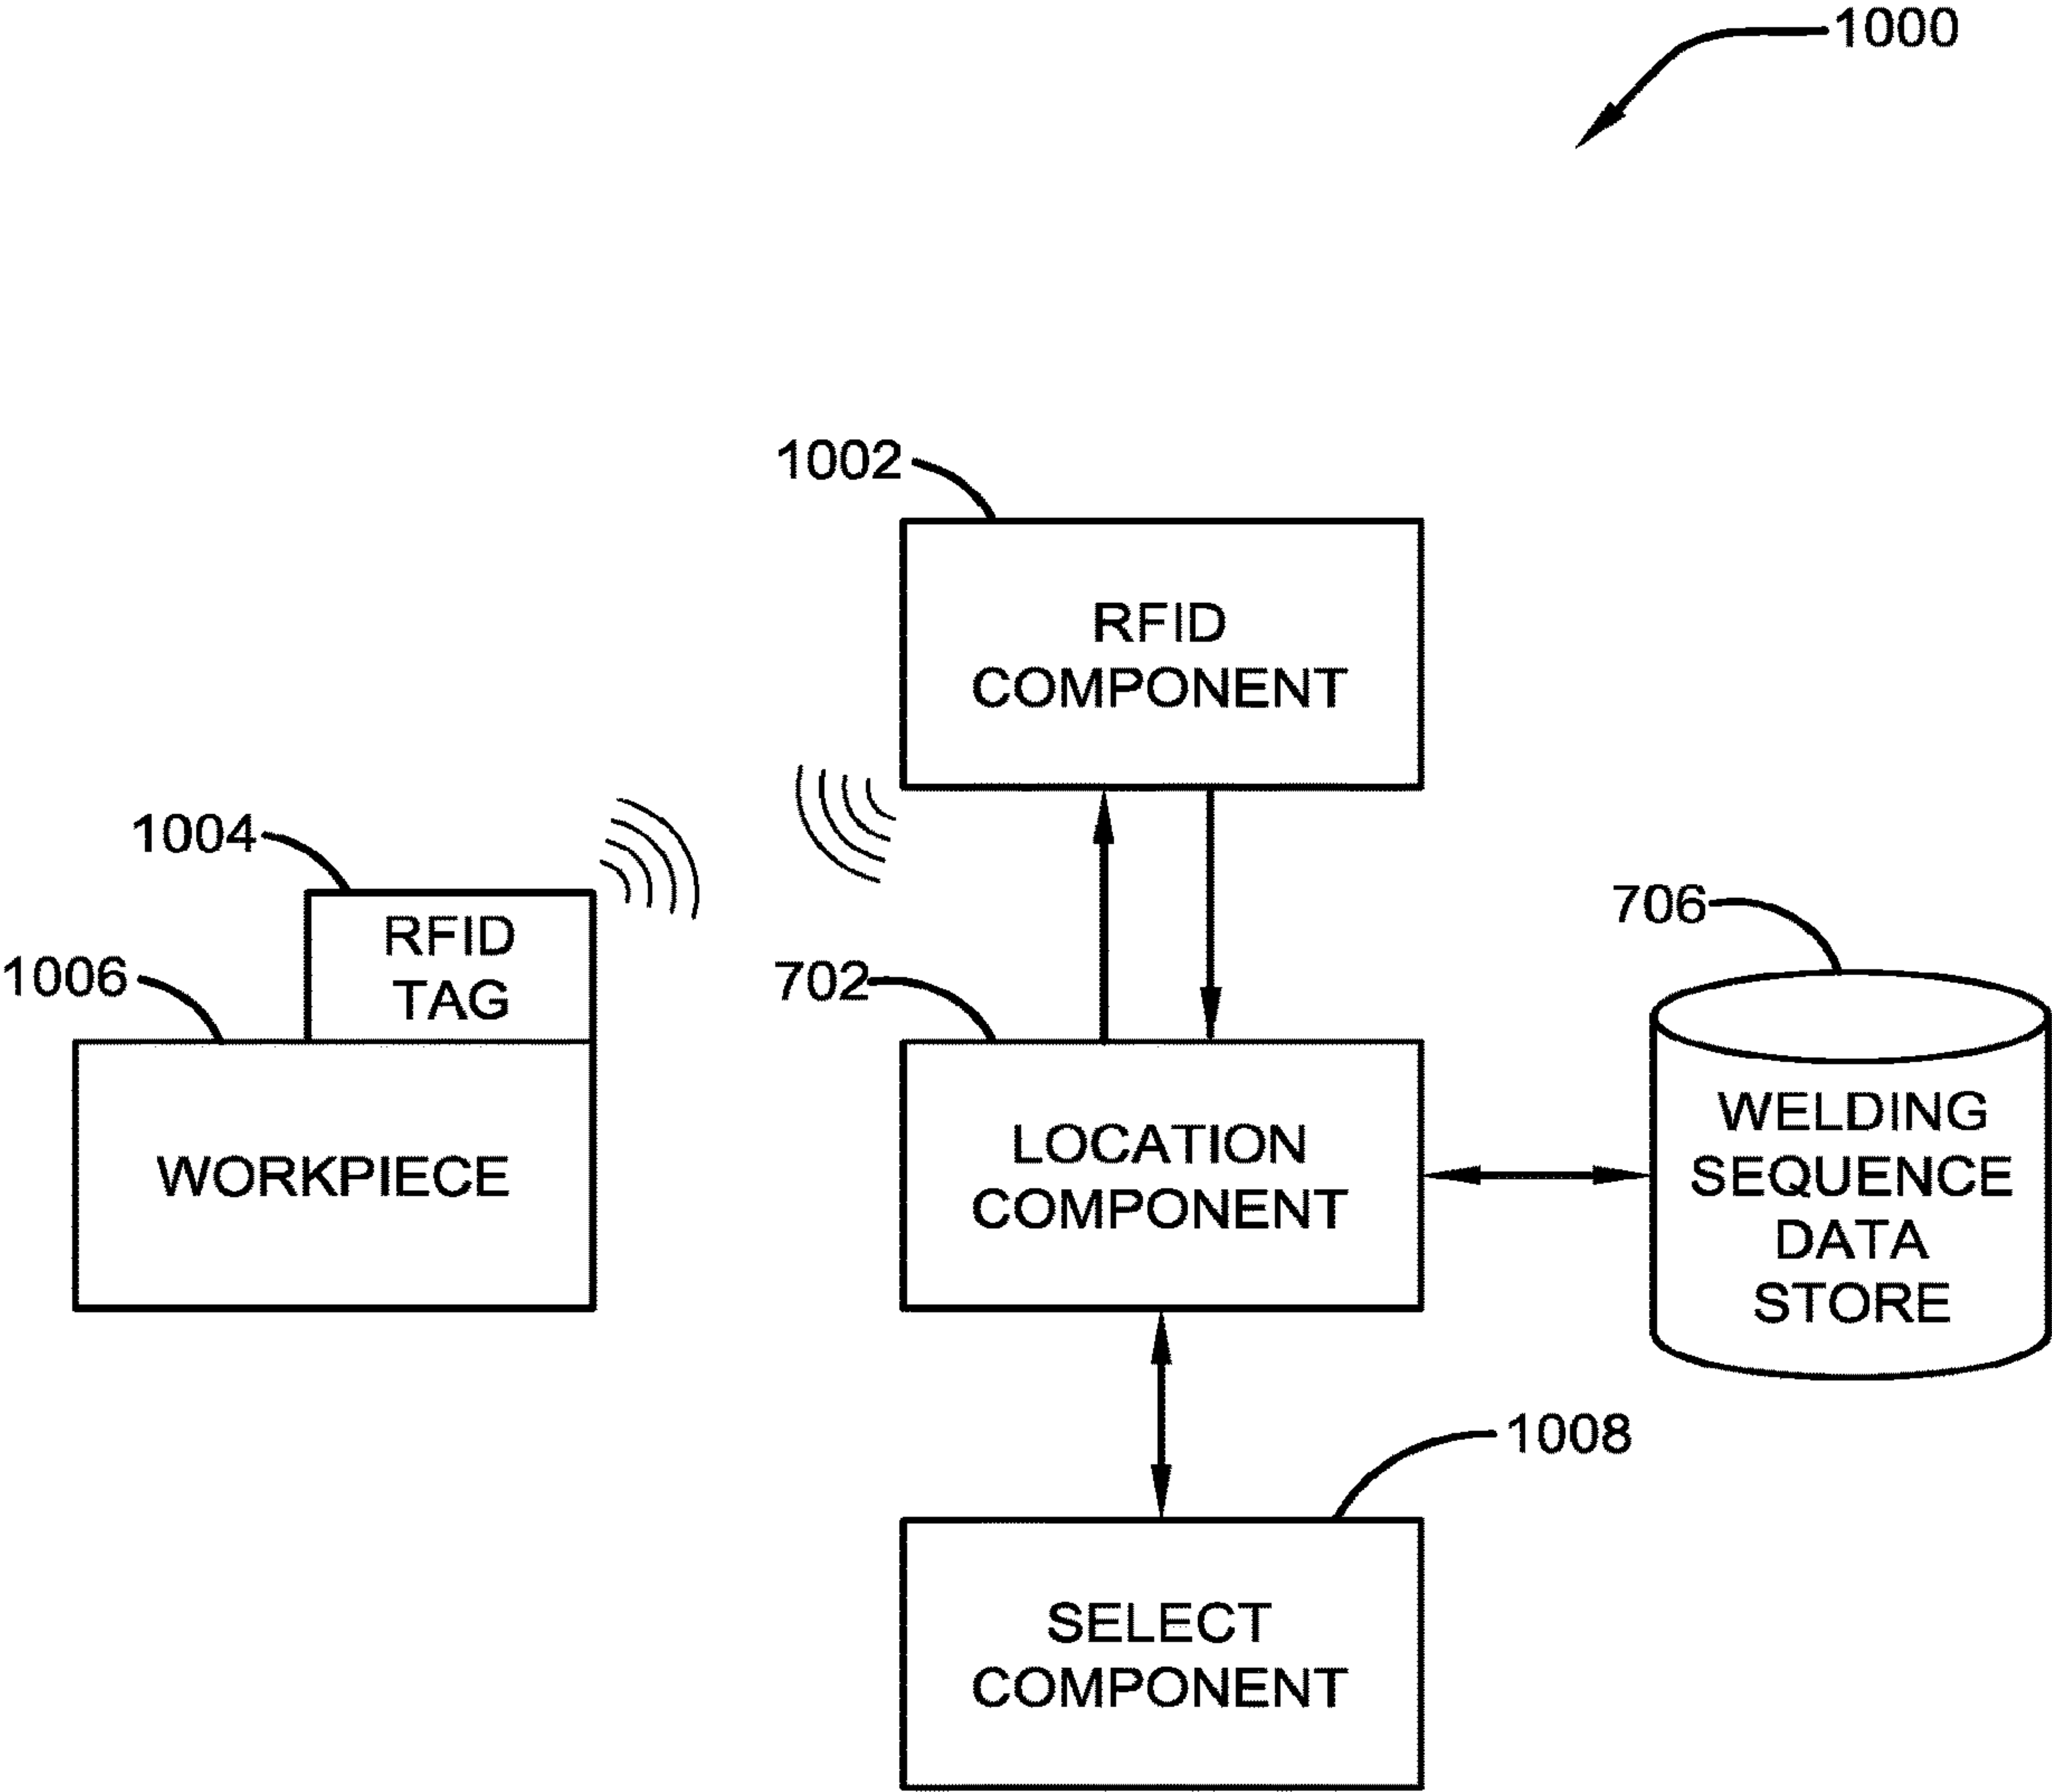 1000
1002
RFID
COMPONENT
1004
RFID
TAG
1006
WORKPIECE
702
LOCATION
COMPONENT
706
WELDING
SEQUENCE
DATA
STORE
1008
SELECT
COMPONENT